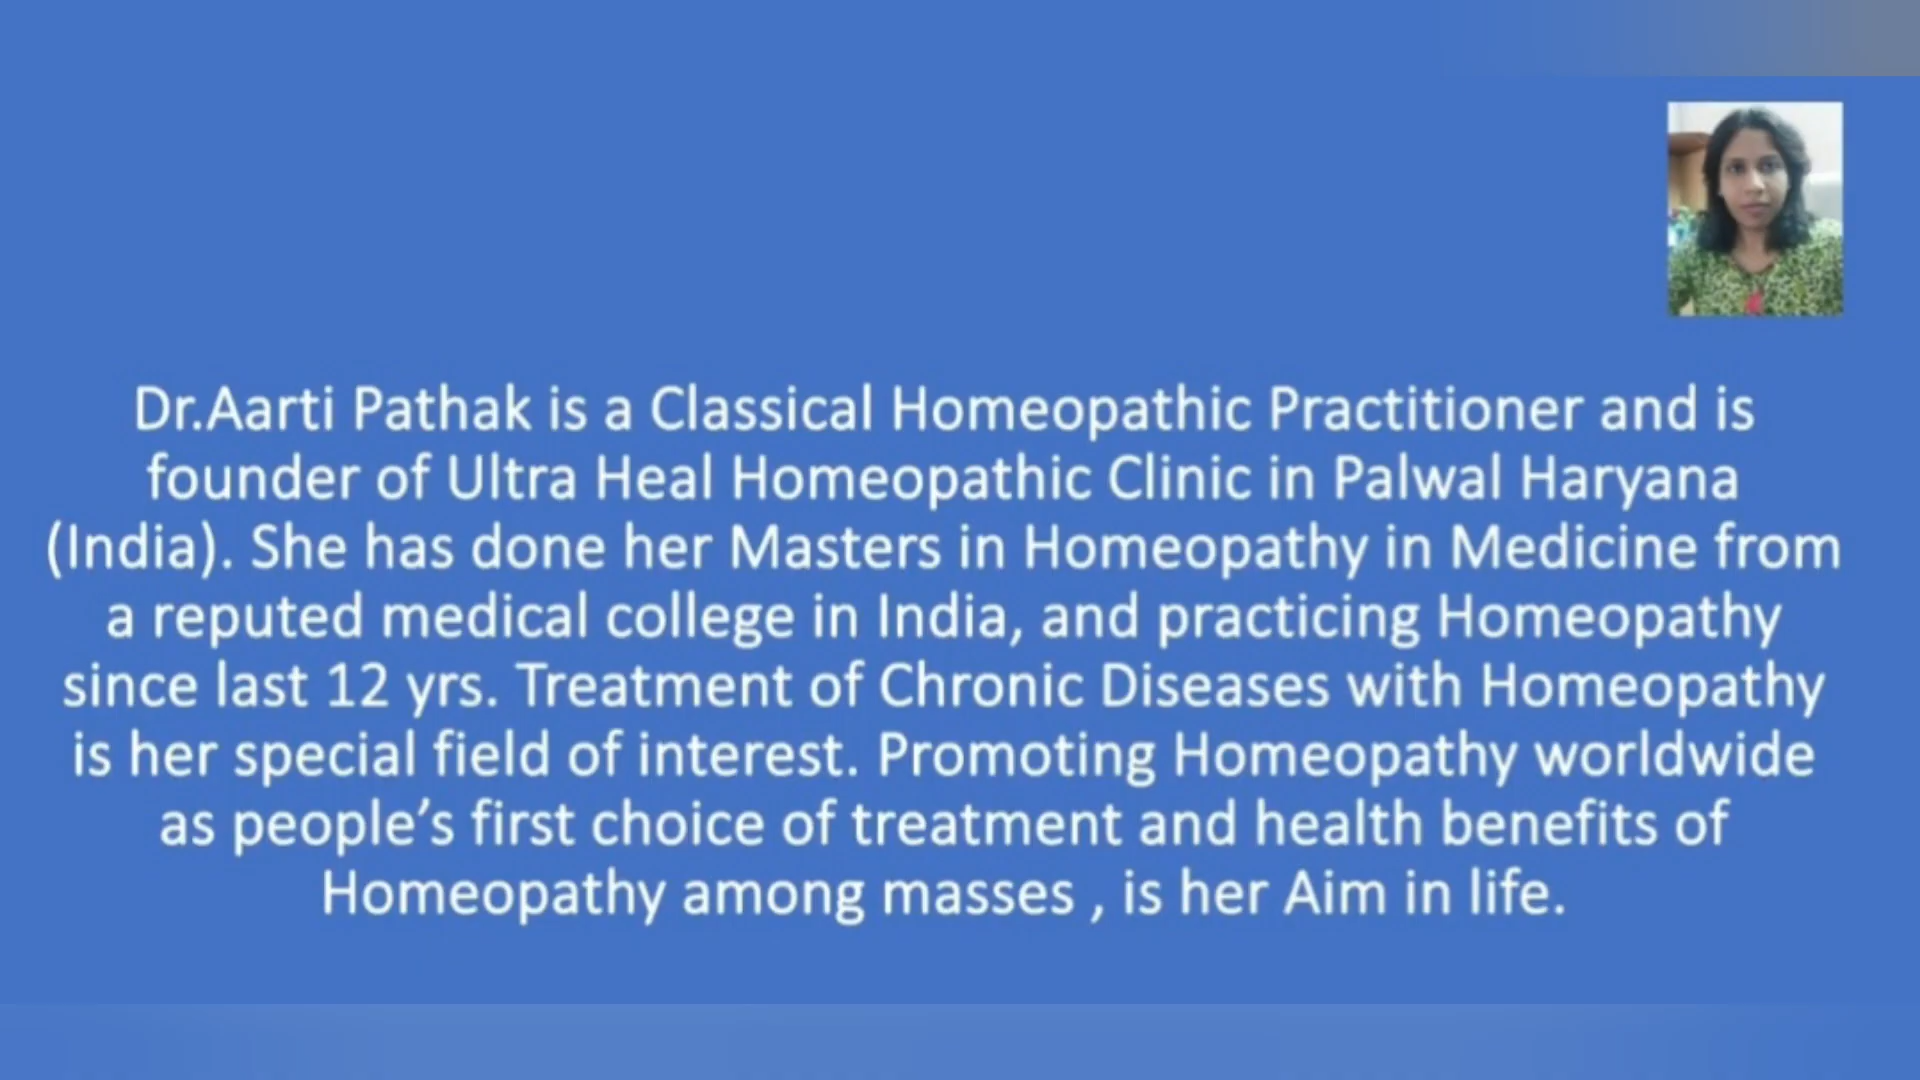 Dr.Aarti Pathak is a Classical Homeopathic Practitioner and is
founder of Ultra Heal Homeopathic Clinic in Palwal Haryana
(India). She has done her Masters in Homeopathy in Medicine from
a reputed medical college in India, and practicing Homeopathy
since last 12 yrs. Treatment of Chronic Diseases with Homeopathy
is her special field of interest. Promoting Homeopathy worldwide
as people’s first choice of treatment and health benefits of
Homeopathy among masses , is her Aim in life.